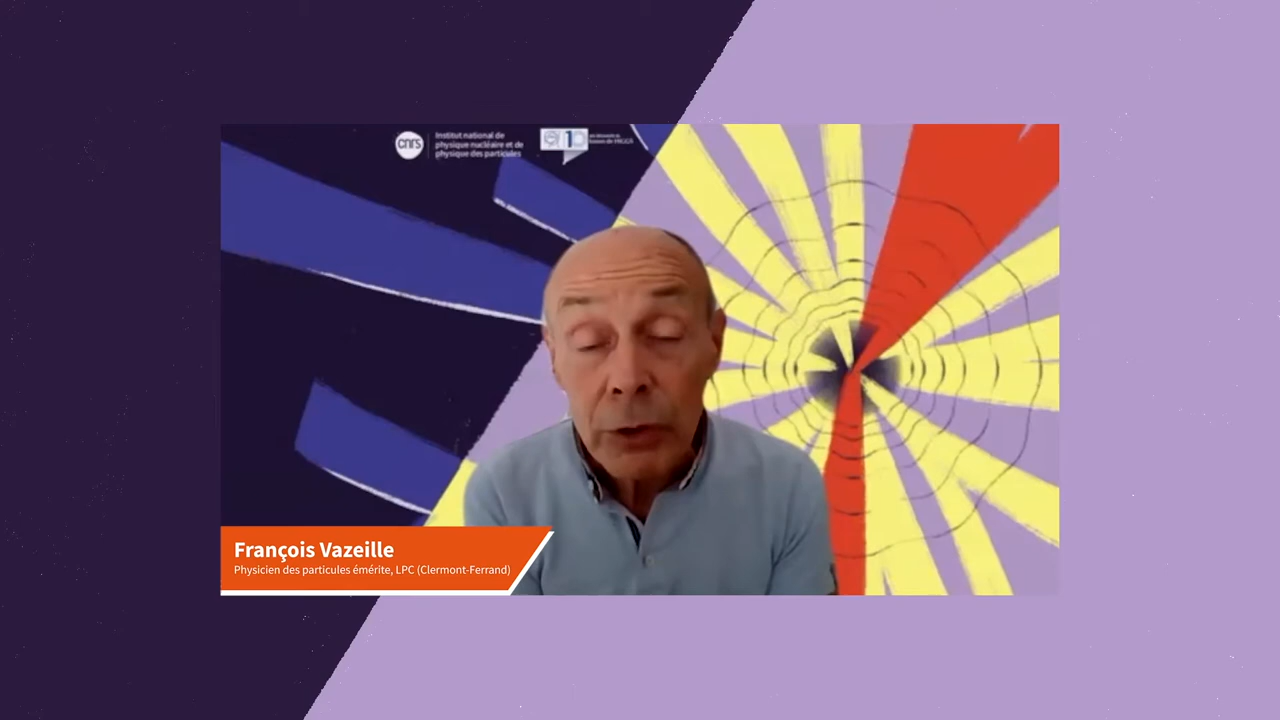 cnrs
Institut national de
physique nucléaire et de
physique des particules
François Vazeille
Physicien des particules émérite, LPC (Clermont-Ferrand)